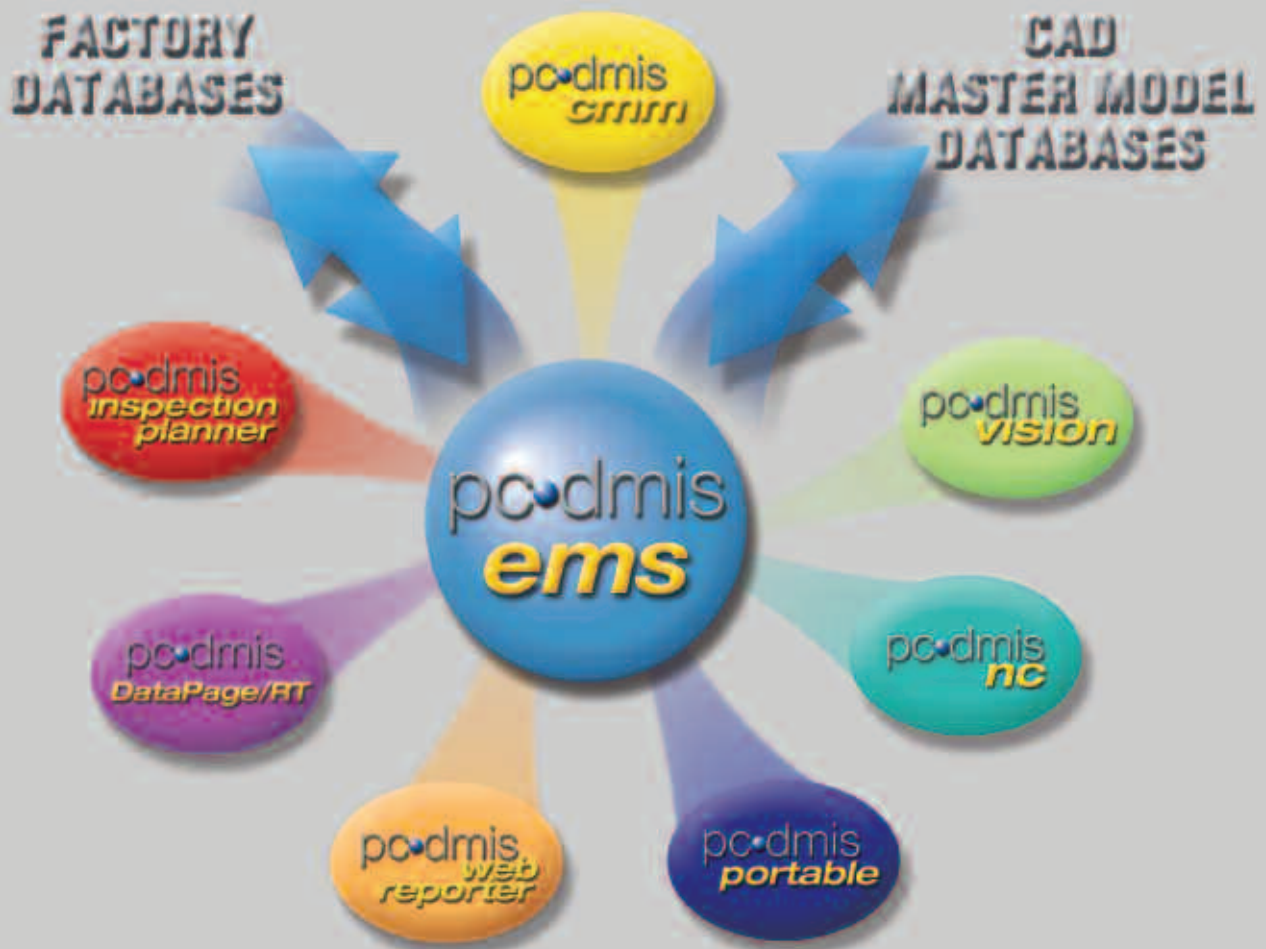 FACTORY
DATABASES
pc•dmis
cmm
CAD
MASTER MODEL
DATABASES
pc•dmis
inspection
planner
pc•dmis
vision
pc•dmis
ems
pc•dmis
DataPage/RT
pc•dmis
nc
pc•dmis
web
reporter
pc•dmis
portable